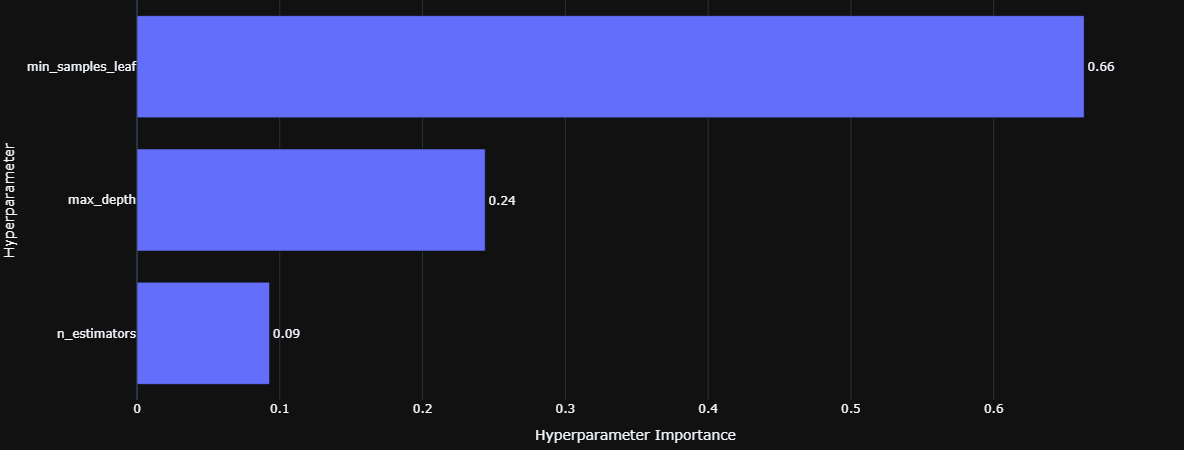 min_samples_leaf
0.66
max_depth
0.24
n_estimators
0.09
Hyperparameter
0 0.1 0.2 0.3 0.4 0.5 0.6
Hyperparameter Importance